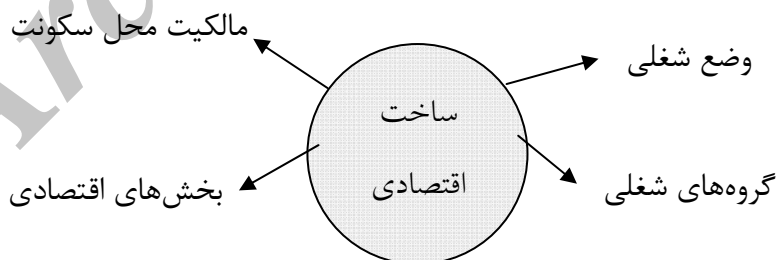 مالکیت محل سکونت
وضع شغلی
ساخت
اقتصادی
گروه‌های شغلی
بخش‌های اقتصادی